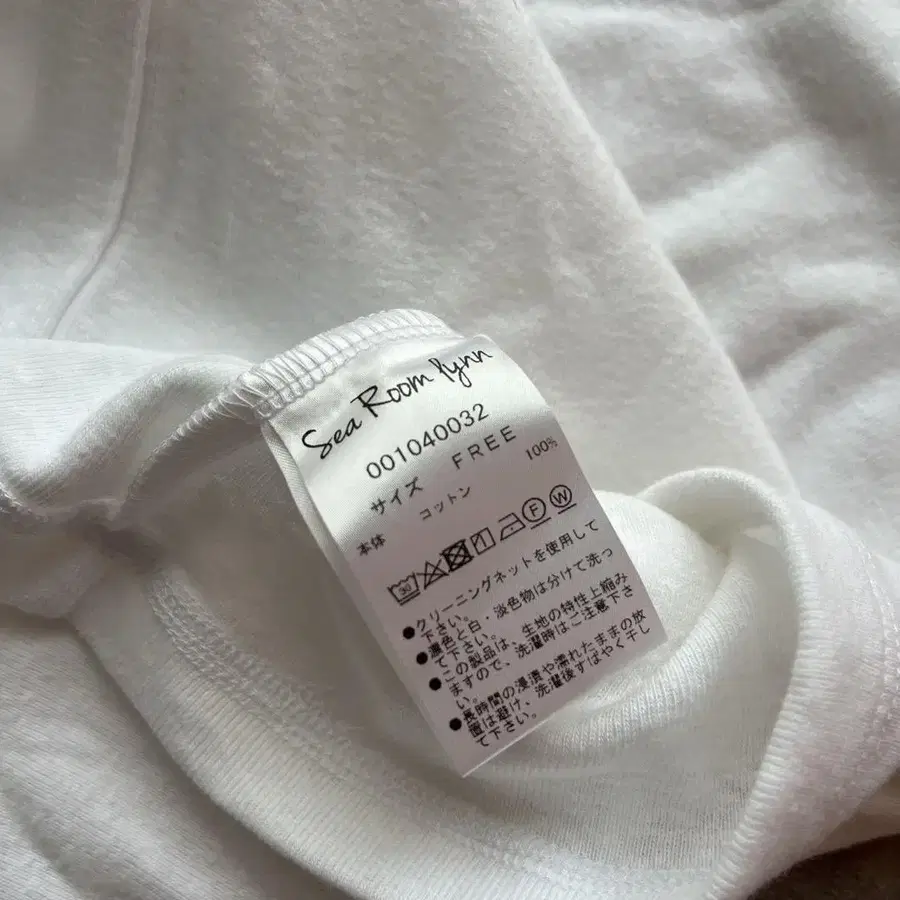 Sea Room lynn
001040032
サイズ FREE
本体 コットン 100%
30 F W
●クリーニングネットを使用して
下さい。
●濃色と白・淡色物は分けて洗っ
て下さい。
●この製品は、生地の特性上縮み
ますので、洗濯時はご注意下さ
い。
●長時間の浸漬や濡れたままの放
置は避け、洗濯後すばやく干し
て下さい。